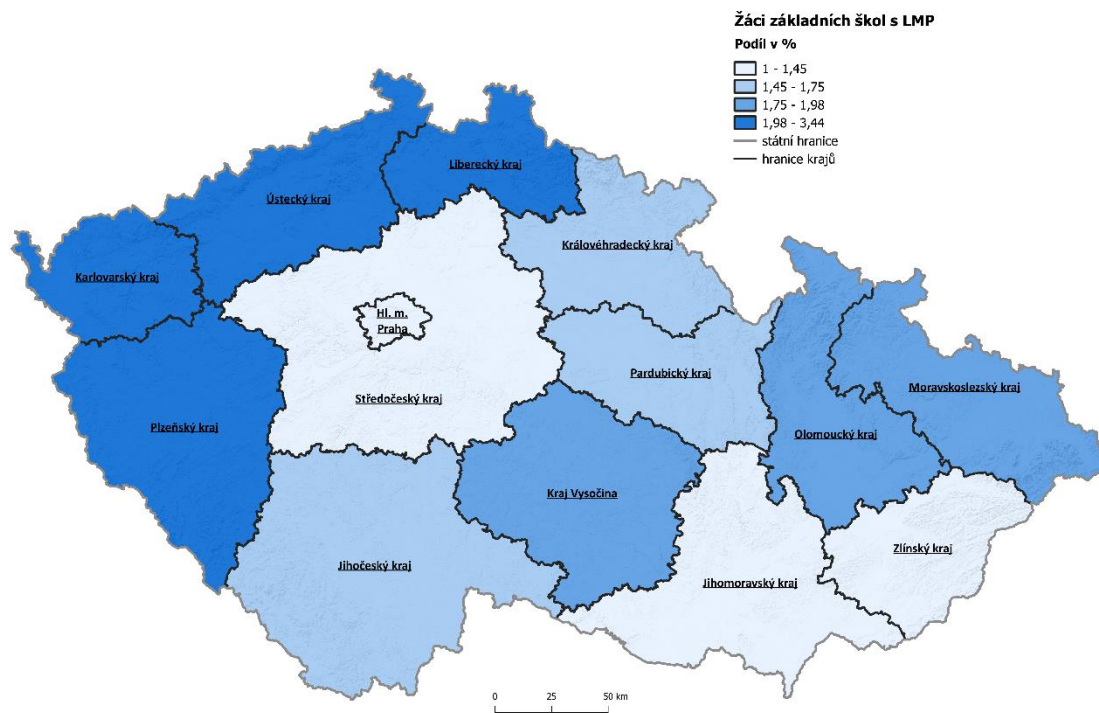 Žáci základních škol s LMP
Podíl v %
1 - 1,45
1,45 - 1,75
1,75 - 1,98
1,98 - 3,44
státní hranice
hranice krajů
Liberecký kraj
Ústecký kraj
Královéhradecký kraj
Karlovarský kraj
Hl. m.
Praha
Pardubický kraj
Moravskoslezský kraj
Středočeský kraj
Plzeňský kraj
Olomoucký kraj
Kraj Vysočina
Zlínský kraj
Jihočeský kraj
Jihomoravský kraj
0 25 50 km